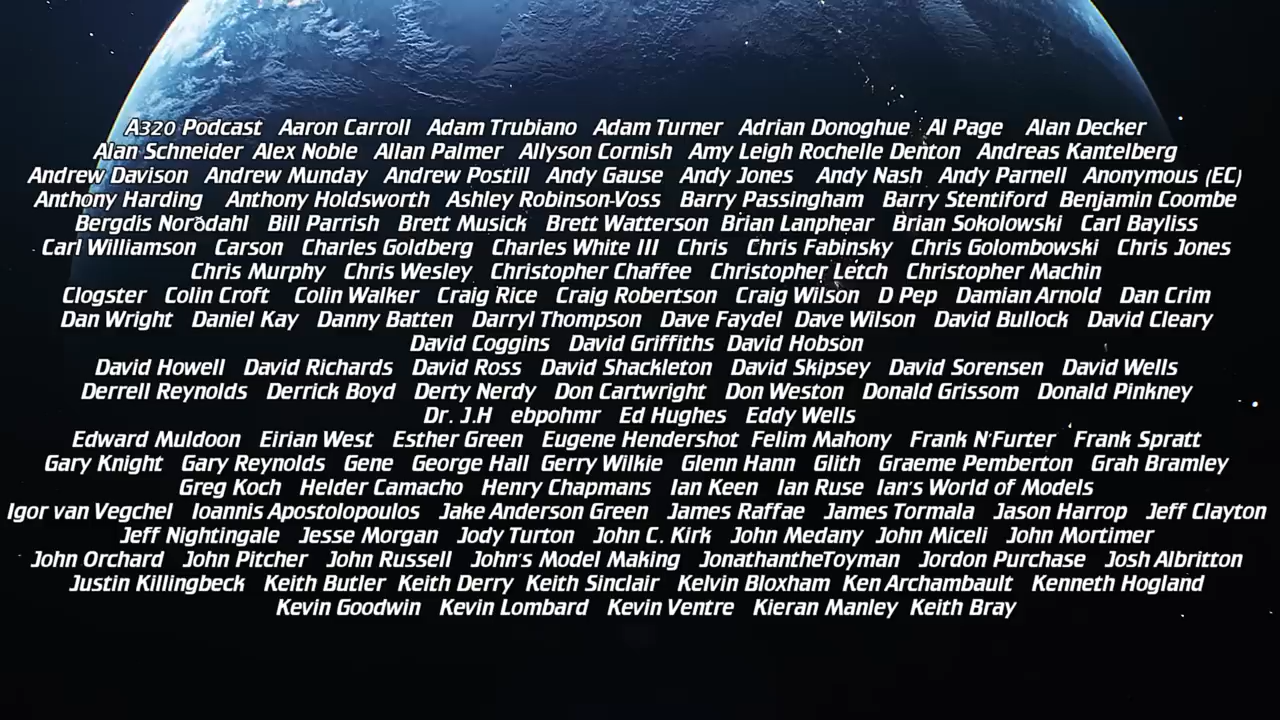 A320 Podcast Aaron Carroll Adam Trubiano Adam Turner Adrian Donoghue Al Page Alan Decker
Alan Schneider Alex Noble Allan Palmer Allyson Cornish Amy Leigh Rochelle Denton Andreas Kantelberg
Andrew Davison Andrew Munday Andrew Postill Andy Gause Andy Jones Andy Nash Andy Parnell Anonymous (EC)
Anthony Harding Anthony Holdsworth Ashley Robinson-Voss Barry Passingham Barry Stentiford Benjamin Coombe
Bergdis Norðdahl Bill Parrish Brett Musick Brett Watterson Brian Lanphear Brian Sokolowski Carl Bayliss
Carl Williamson Carson Charles Goldberg Charles White III Chris Chris Fabinsky Chris Golombowski Chris Jones
Chris Murphy Chris Wesley Christopher Chaffee Christopher Letch Christopher Machin
Clogster Colin Croft Colin Walker Craig Rice Craig Robertson Craig Wilson D Pep Damian Arnold Dan Crim
Dan Wright Daniel Kay Danny Batten Darryl Thompson Dave Faydel Dave Wilson David Bullock David Cleary
David Coggins David Griffiths David Hobson
David Howell David Richards David Ross David Shackleton David Skipsey David Sorensen David Wells
Derrell Reynolds Derrick Boyd Derty Nerdy Don Cartwright Don Weston Donald Grissom Donald Pinkney
Dr. J.H ebpohmr Ed Hughes Eddy Wells
Edward Muldoon Eirian West Esther Green Eugene Hendershot Felim Mahony Frank N'Furter Frank Spratt
Gary Knight Gary Reynolds Gene George Hall Gerry Wilkie Glenn Hann Glith Graeme Pemberton Grah Bramley
Greg Koch Helder Camacho Henry Chapmans Ian Keen Ian Ruse Ian's World of Models
Igor van Vegchel Ioannis Apostolopoulos Jake Anderson Green James Raffae James Tormala Jason Harrop Jeff Clayton
Jeff Nightingale Jesse Morgan Jody Turton John C. Kirk John Medany John Miceli John Mortimer
John Orchard John Pitcher John Russell John's Model Making JonathantheToyman Jordon Purchase Josh Albritton
Justin Killingbeck Keith Butler Keith Derry Keith Sinclair Kelvin Bloxham Ken Archambault Kenneth Hogland
Kevin Goodwin Kevin Lombard Kevin Ventre Kieran Manley Keith Bray